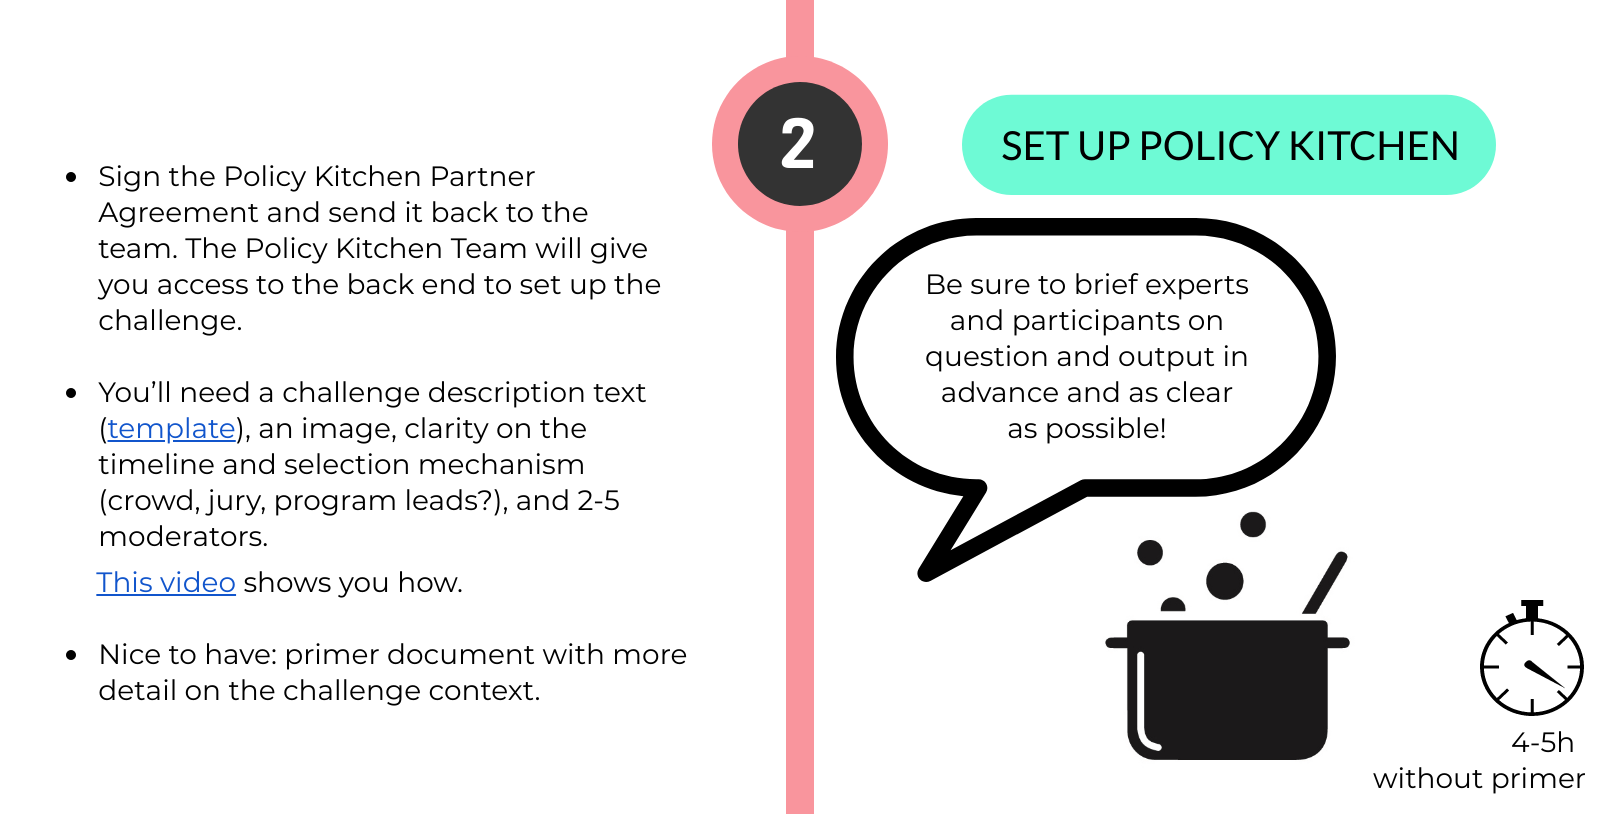 2
SET UP POLICY KITCHEN
• Sign the Policy Kitchen Partner
Agreement and send it back to the
team. The Policy Kitchen Team will give
you access to the back end to set up the
challenge.
• You’ll need a challenge description text
(template), an image, clarity on the
timeline and selection mechanism
(crowd, jury, program leads?), and 2-5
moderators.
This video shows you how.
• Nice to have: primer document with more
detail on the challenge context.
Be sure to brief experts
and participants on
question and output in
advance and as clear
as possible!
4-5h
without primer